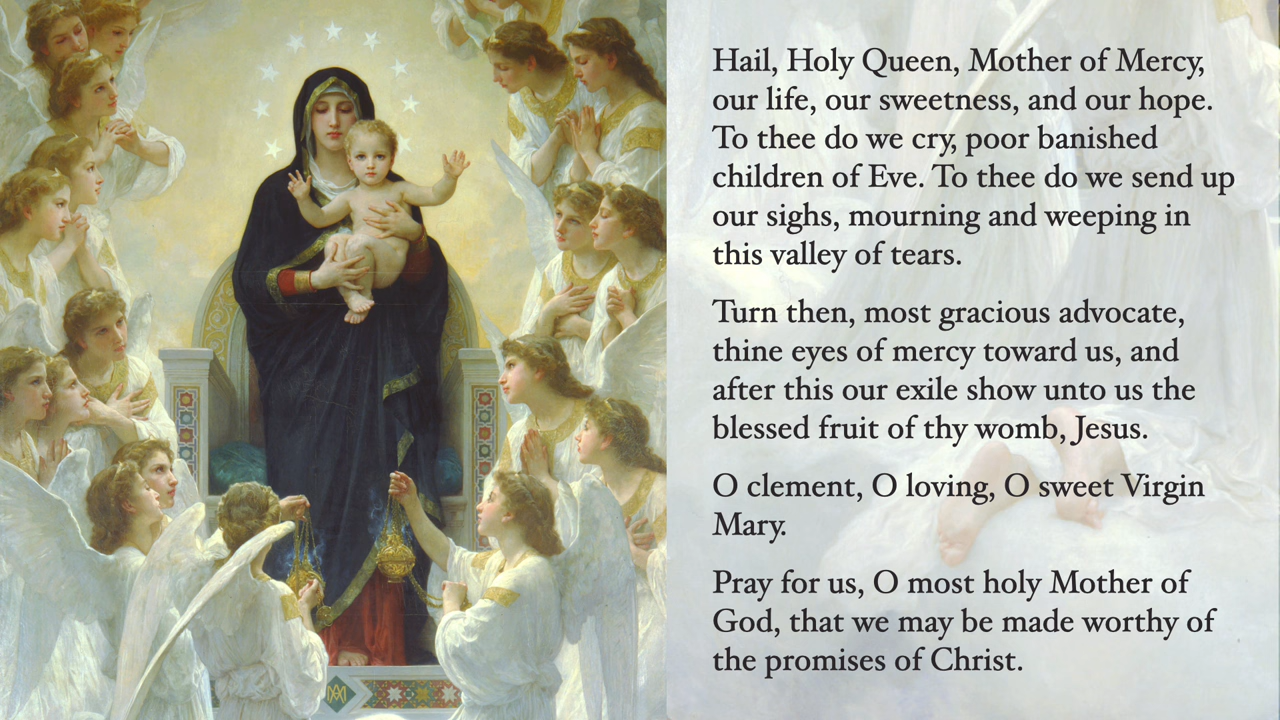 Hail, Holy Queen, Mother of Mercy,
our life, our sweetness, and our hope.
To thee do we cry, poor banished
children of Eve. To thee do we send up
our sighs, mourning and weeping in
this valley of tears.
Turn then, most gracious advocate,
thine eyes of mercy toward us, and
after this our exile show unto us the
blessed fruit of thy womb, Jesus.
O clement, O loving, O sweet Virgin
Mary.
Pray for us, O most holy Mother of
God, that we may be made worthy of
the promises of Christ.